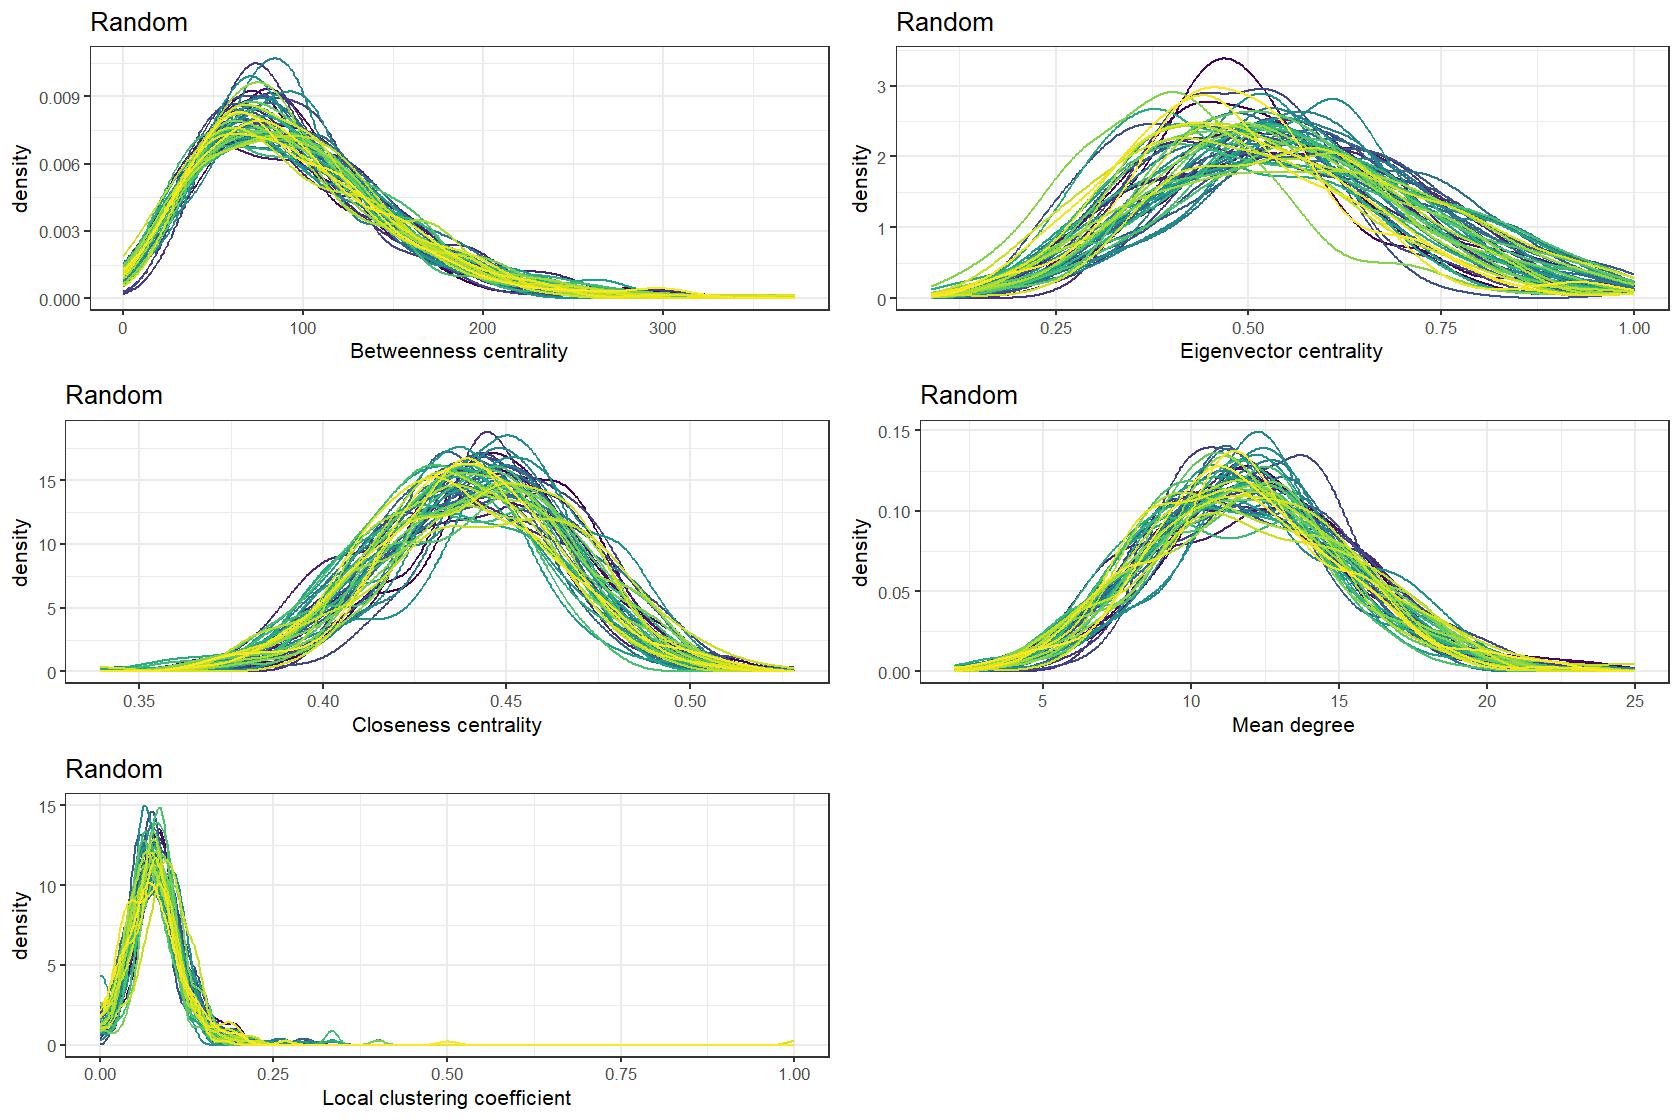 Random
density
0.009
0.006
0.003
0.000
0
100
200
300
Betweenness centrality
Random
density
3
2
1
0
0.25
0.50
0.75
1.00
Eigenvector centrality
Random
density
15
10
5
0
0.35
0.40
0.45
0.50
Closeness centrality
Random
density
0.15
0.10
0.05
0.00
5
10
15
20
25
Mean degree
Random
density
15
10
5
0
0.00
0.25
0.50
0.75
1.00
Local clustering coefficient